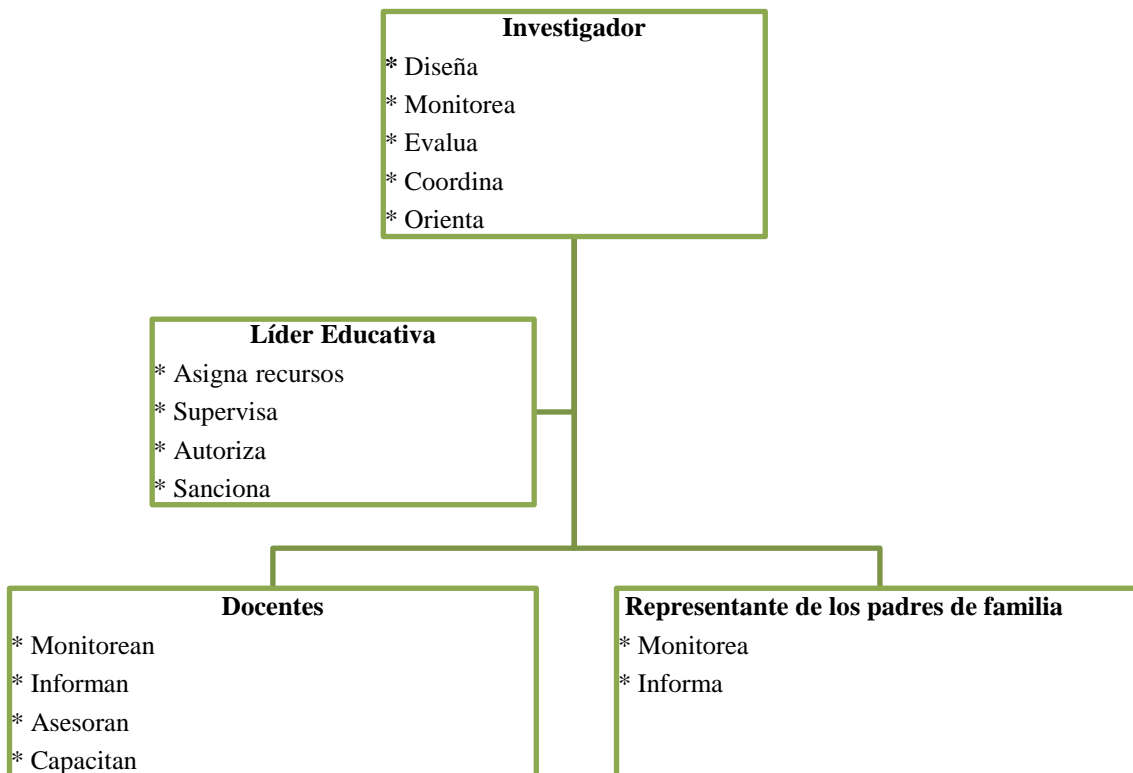 Investigador
* Diseña
* Monitorea
* Evalua
* Coordina
* Orienta
Líder Educativa
* Asigna recursos
* Supervisa
* Autoriza
* Sanciona
Docentes
* Monitorean
* Informan
* Asesoran
* Capacitan
Representante de los padres de familia
* Monitorea
* Informa